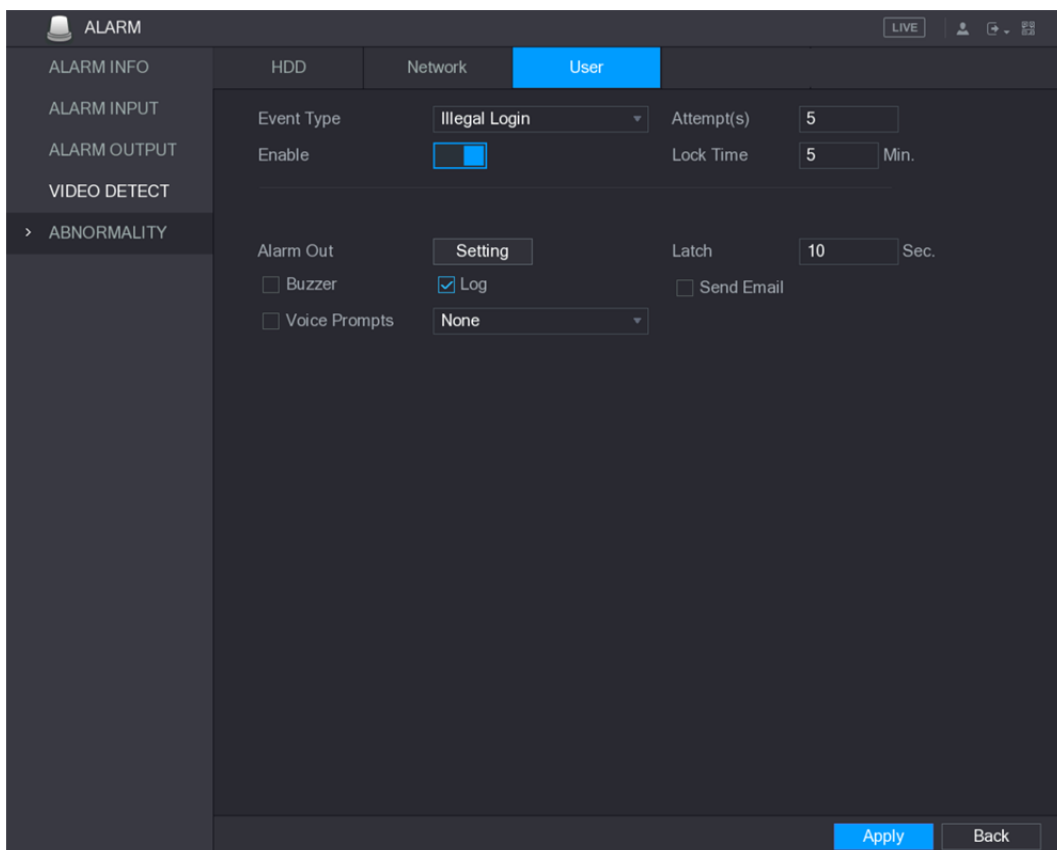 ALARM
LIVE
ALARM INFO
ALARM INPUT
ALARM OUTPUT
VIDEO DETECT
> ABNORMALITY
HDD Network User
Event Type Illegal Login Attempt(s) 5
Enable Lock Time 5 Min.
Alarm Out Setting Latch 10 Sec.
Buzzer Log Send Email
Voice Prompts None
Apply Back